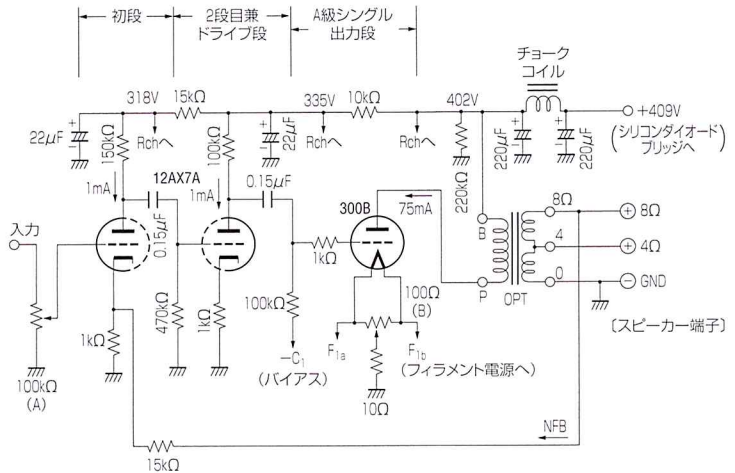 初段
2段目兼
ドライブ段
A級シングル
出力段
チョーク
コイル
318V
15kΩ
335V
10kΩ
402V
+409V
(シリコンダイオード
ブリッジへ)
22μF
+
-
150kΩ
Rchへ
100kΩ
+
-
22μF
Rchへ
Rchへ
220kΩ
+
-
220μF
+
-
220μF
1mA
12AX7A
0.15μF
1mA
0.15μF
300B
75mA
B
P
OPT
8Ω
4
0
+ 8Ω
+ 4Ω
- GND
〔スピーカー端子〕
入力
100kΩ
(A)
1kΩ
470kΩ
1kΩ
100kΩ
1kΩ
-C1
(バイアス)
F1a
100Ω
(B)
F1b
(フィラメント電源へ)
10Ω
NFB
15kΩ